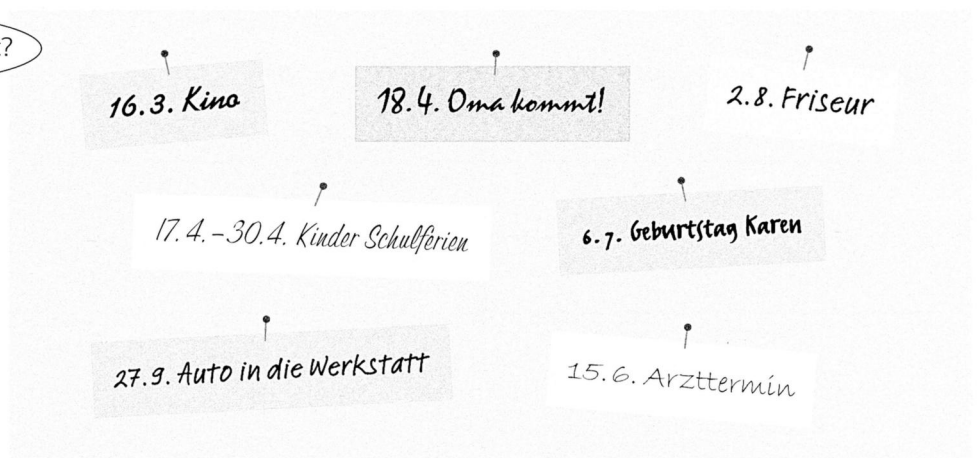 ?
16.3. Kino
18.4. Oma kommt!
2.8. Friseur
17.4.–30.4. Kinder Schulferien
6.7. Geburtstag Karen
27.9. Auto in die Werkstatt
15.6. Arzttermin